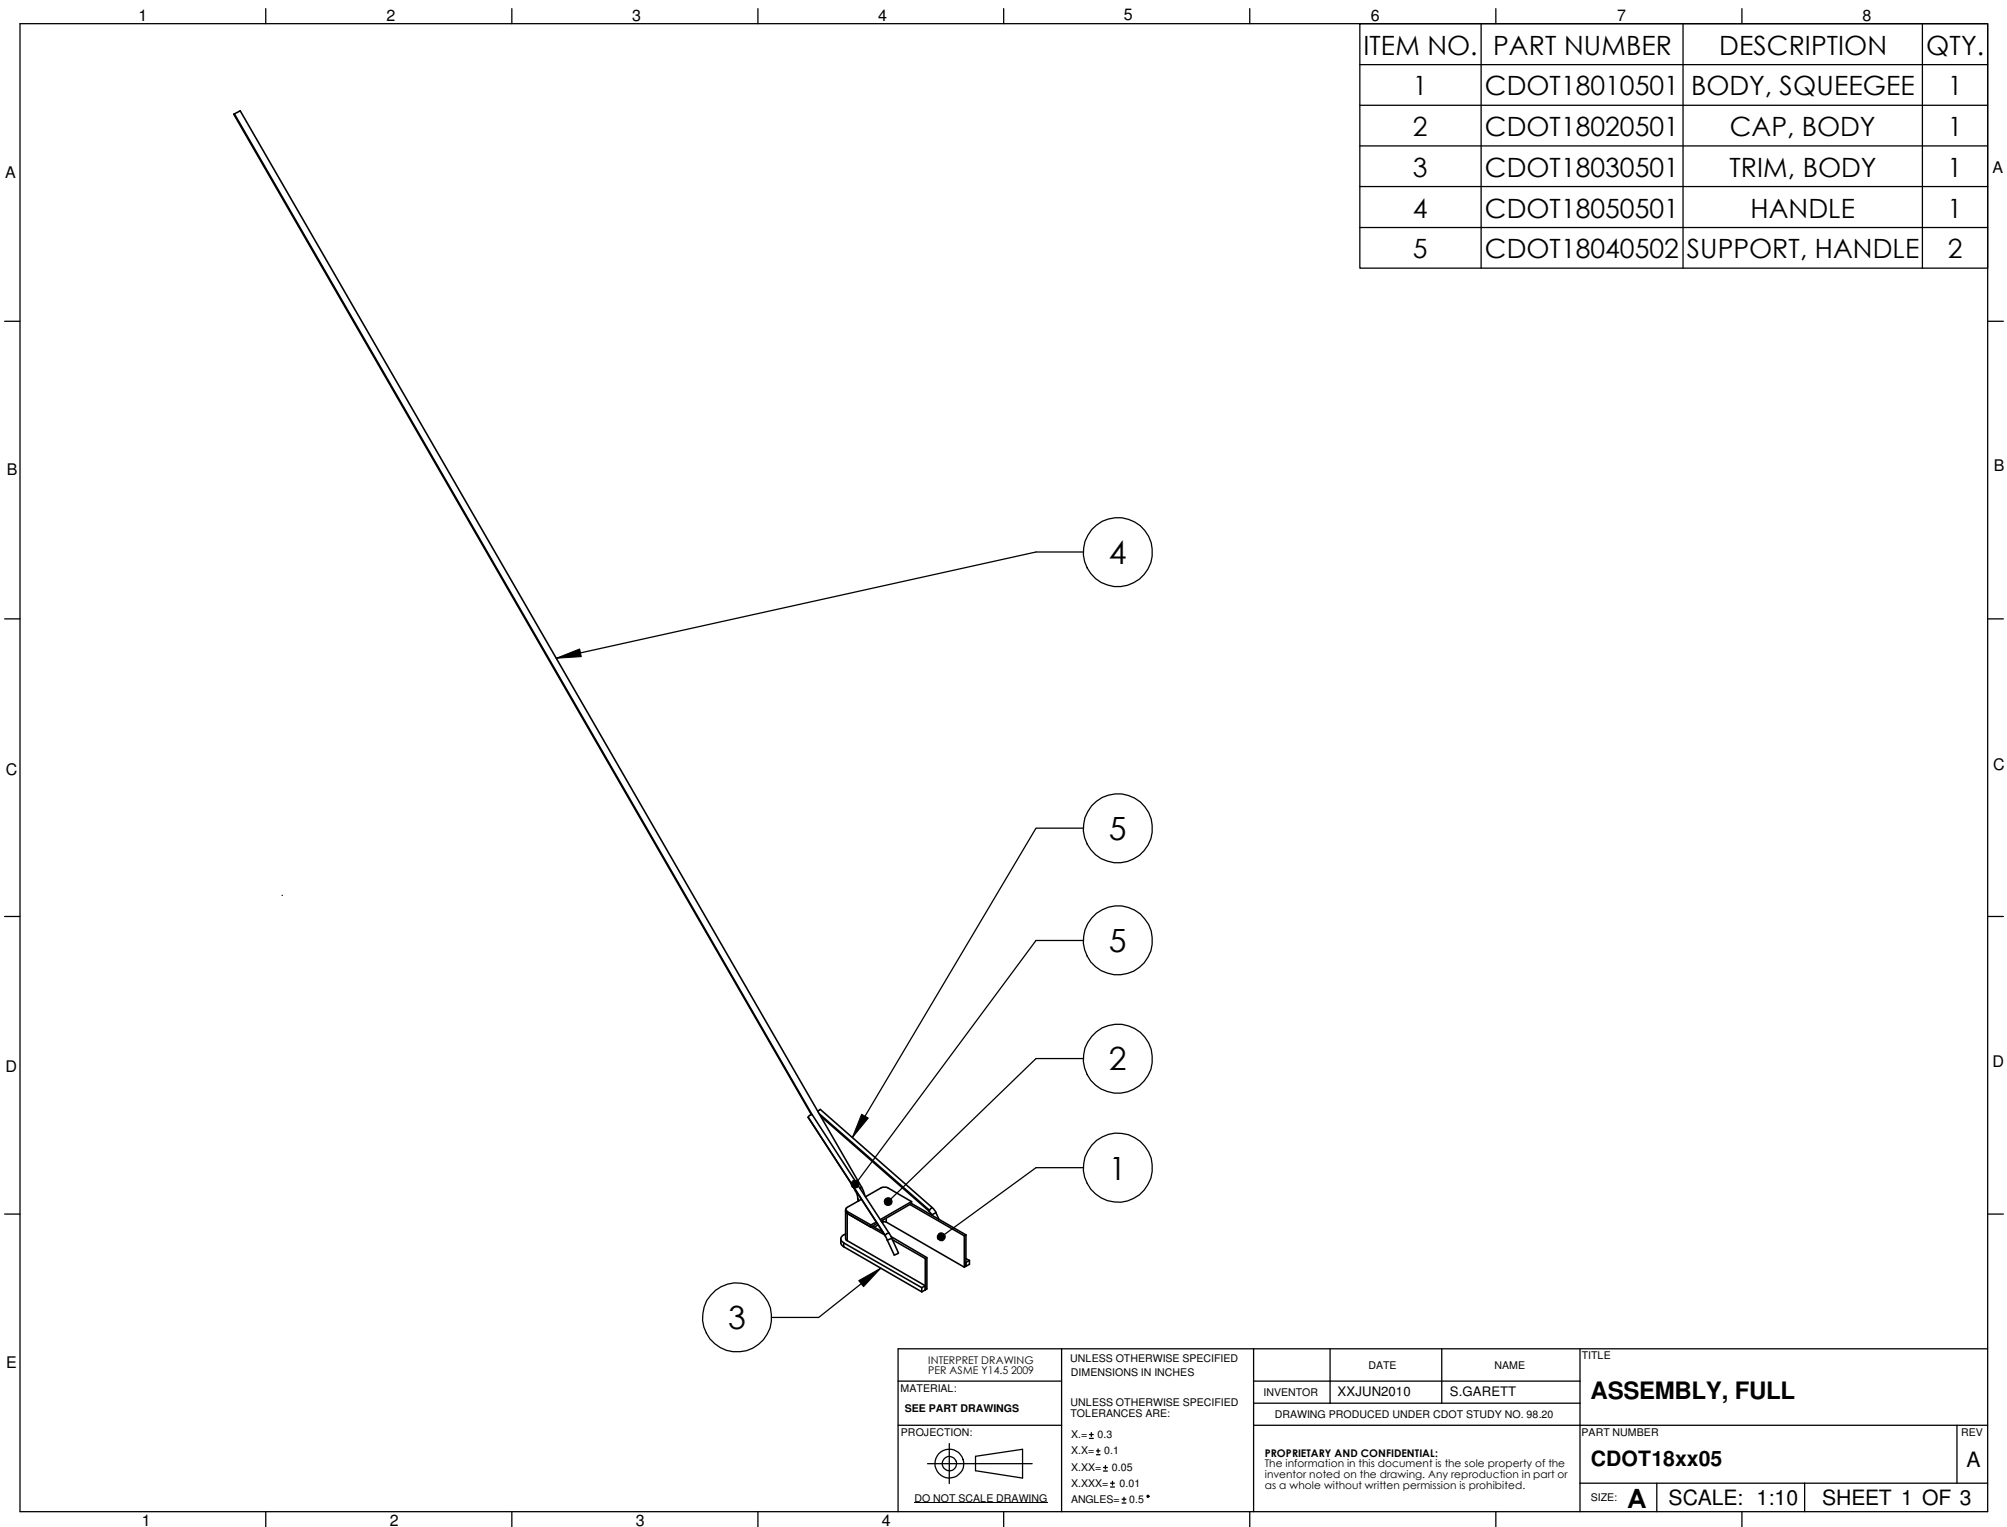 1 2 3 4 5 6 7 8
ITEM NO. PART NUMBER DESCRIPTION QTY.
1 CDOT18010501 BODY, SQUEEGEE 1
2 CDOT18020501 CAP, BODY 1
3 CDOT18030501 TRIM, BODY 1
4 CDOT18050501 HANDLE 1
5 CDOT18040502 SUPPORT, HANDLE 2
A A
B B
4
C C
5
5
D D
2
1
3
E
INTERPRET DRAWING
PER ASME Y14.5 2009
MATERIAL:
SEE PART DRAWINGS
PROJECTION:
DO NOT SCALE DRAWING
UNLESS OTHERWISE SPECIFIED
DIMENSIONS IN INCHES
UNLESS OTHERWISE SPECIFIED
TOLERANCES ARE:
X.=± 0.3
X.X=± 0.1
X.XX=± 0.05
X.XXX=± 0.01
ANGLES=± 0.5°
DATE NAME
INVENTOR XXJUN2010 S.GARETT
DRAWING PRODUCED UNDER CDOT STUDY NO. 98.20
PROPRIETARY AND CONFIDENTIAL:
The information in this document is the sole property of the
inventor noted on the drawing. Any reproduction in part or
as a whole without written permission is prohibited.
TITLE
ASSEMBLY, FULL
PART NUMBER REV
CDOT18xx05 A
SIZE: A SCALE: 1:10 SHEET 1 OF 3
1 2 3 4